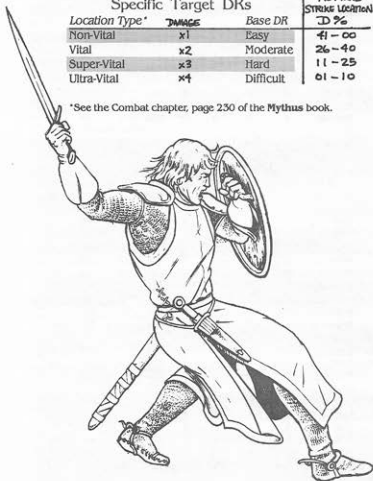 Specific Target DRs
STRIKE LOCATION
Location Type* DAMAGE Base DR D%
Non-Vital x1 Easy 41-00
Vital x2 Moderate 26-40
Super-Vital x3 Hard 11-25
Ultra-Vital x4 Difficult 01-10
*See the Combat chapter, page 230 of the Mythus book.